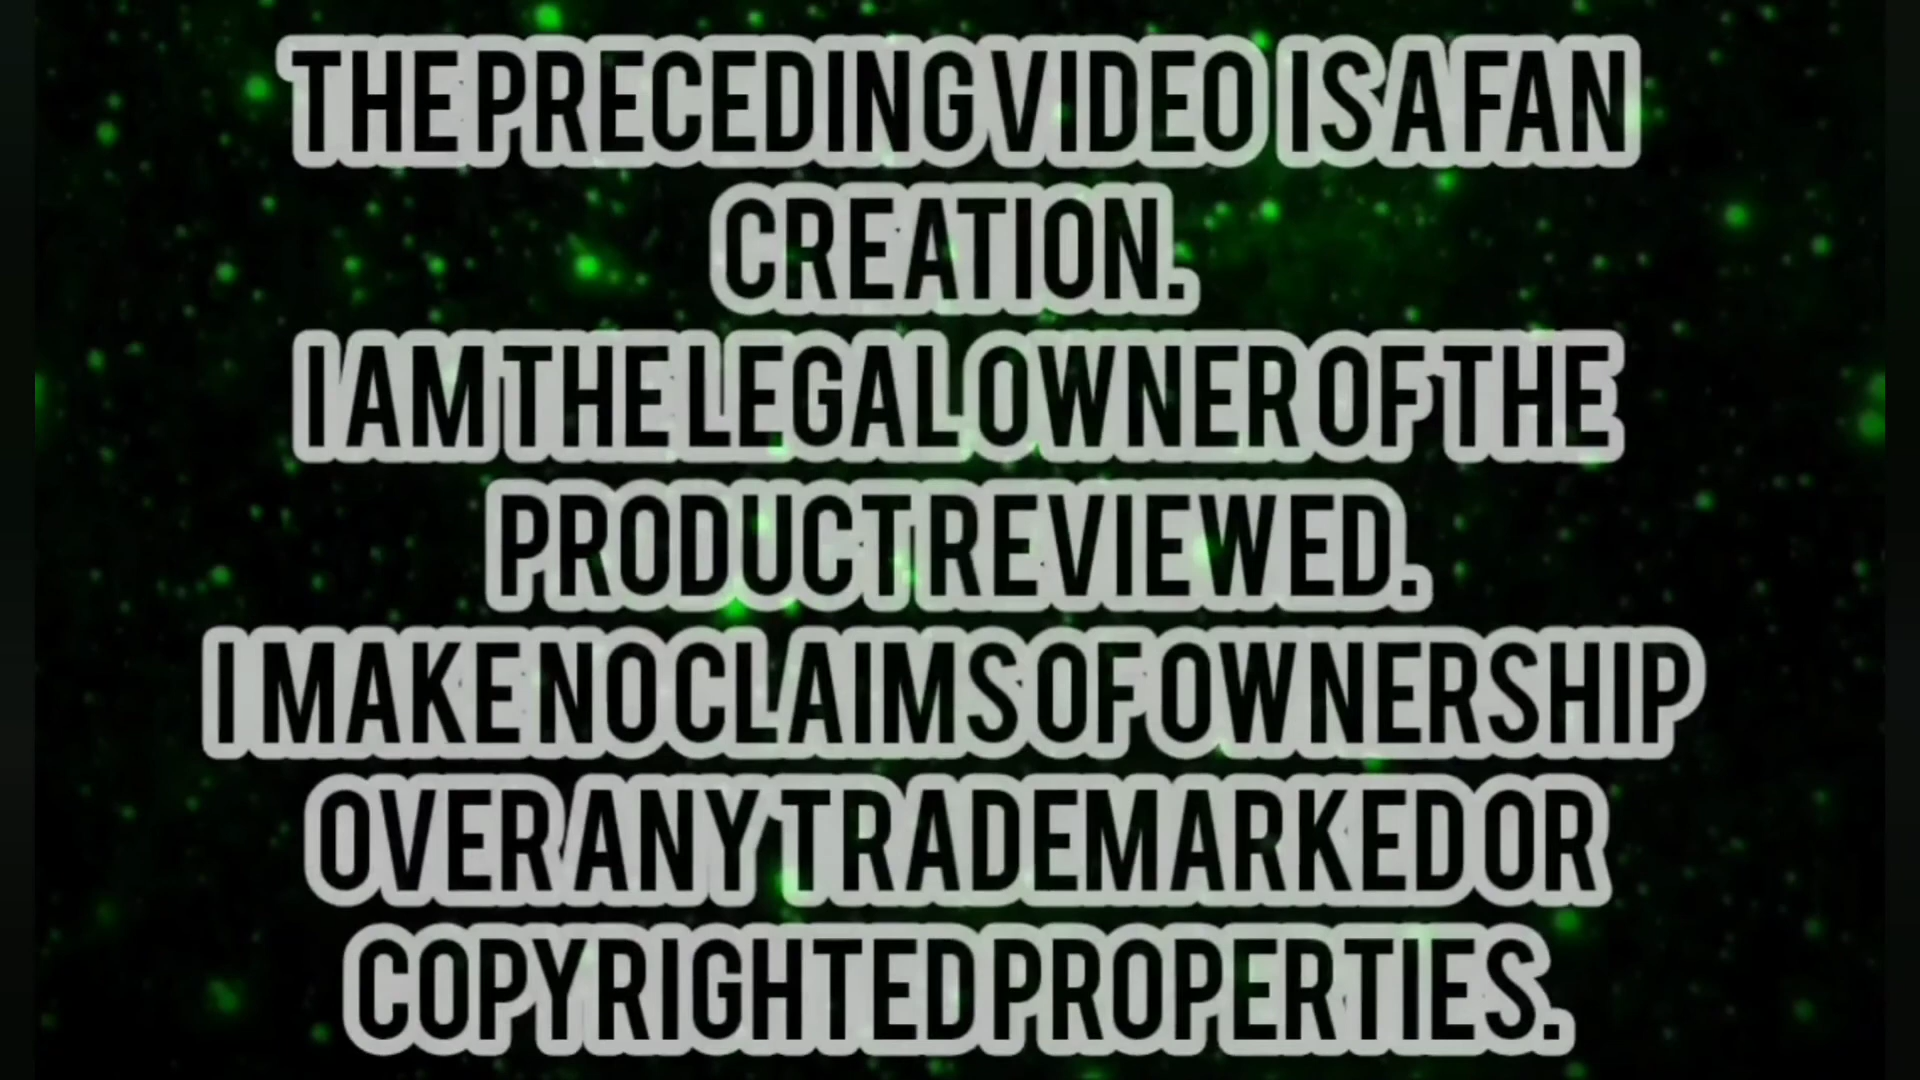 THE PRECEDING VIDEO IS A FAN
CREATION.
I AM THE LEGAL OWNER OF THE
PRODUCT REVIEWED.
I MAKE NO CLAIMS OF OWNERSHIP
OVER ANY TRADEMARKED OR
COPYRIGHTED PROPERTIES.